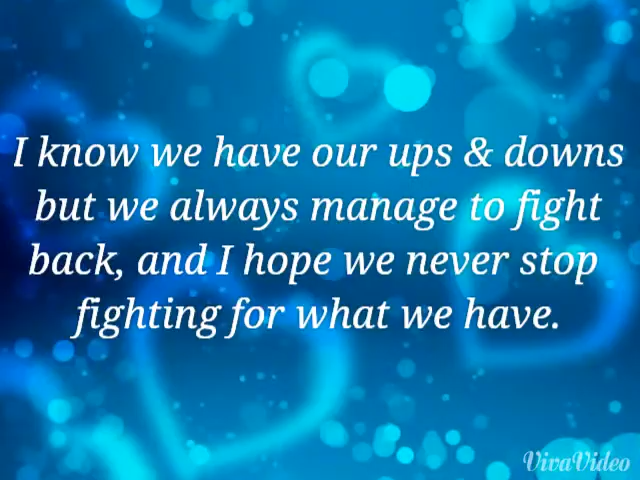 I know we have our ups & downs
but we always manage to fight
back, and I hope we never stop
fighting for what we have.
VivaVideo